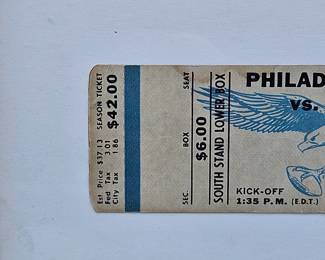 Est Price $37.13
Fed Tax 3.01
City Tax 1.86
SEASON TICKET
$42.00
SEC. BOX SEAT
$6.00
SOUTH STAND LOWER BOX
PHILAD
vs.
KICK-OFF
1:35 P.M. (E.D.T.)